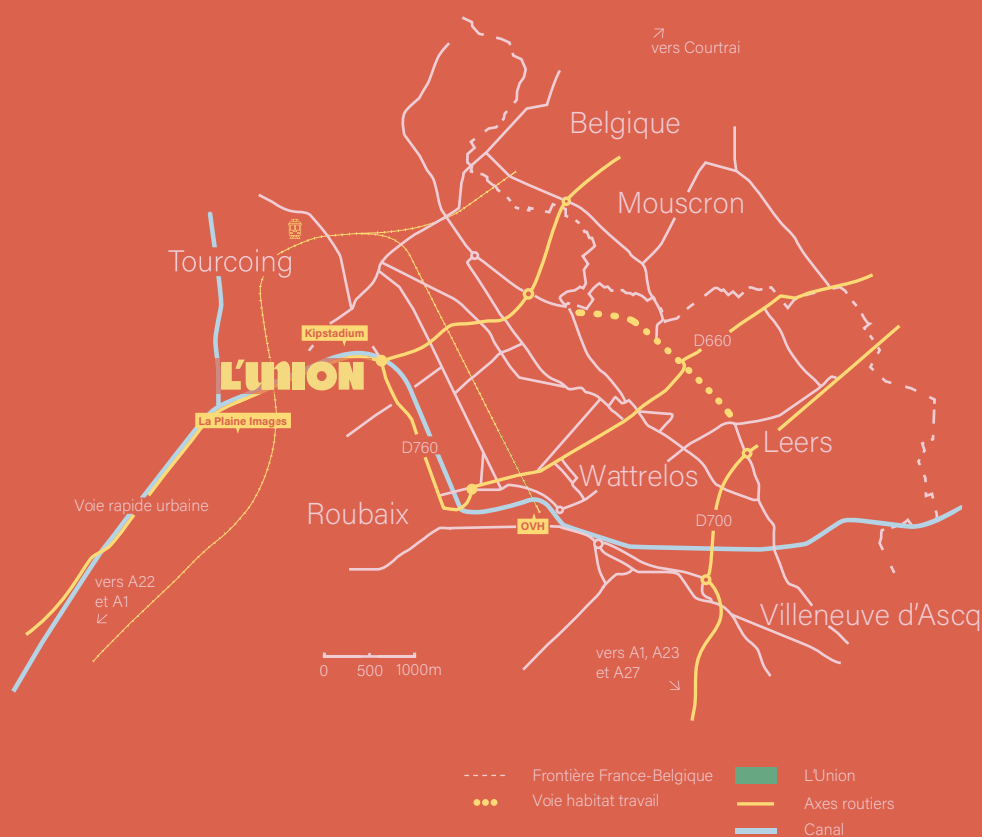 vers Courtrai
Belgique
Mouscron
Tourcoing
Kipstadium
D660
L'UNION
La Plaine Images
D760
Leers
Wattrelos
Voie rapide urbaine
Roubaix
OVH
D700
vers A22
et A1
Villeneuve d'Ascq
vers A1, A23
et A27
0 500 1000m
Frontière France-Belgique
L'Union
Voie habitat travail
Axes routiers
Canal